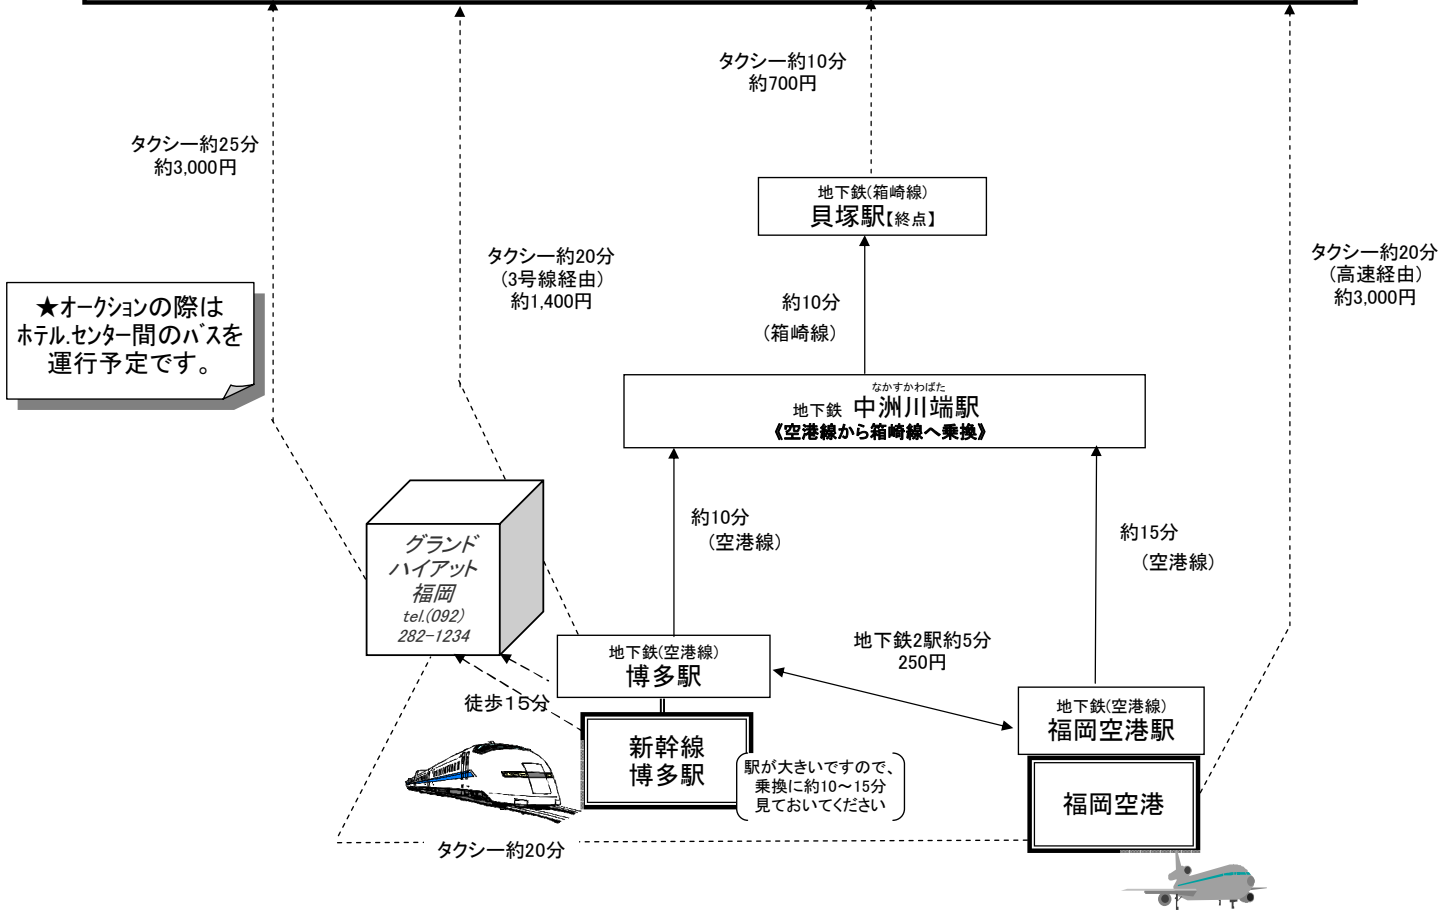 タクシー約10分
約700円
タクシー約25分
約3,000円
地下鉄(箱崎線)
貝塚駅【終点】
タクシー約20分
(3号線経由)
約1,400円
タクシー約20分
(高速経由)
約3,000円
★オークションの際は
ホテル.センター間のバスを
運行予定です。
約10分
(箱崎線)
なかすかわばた
地下鉄 中洲川端駅
《空港線から箱崎線へ乗換》
約10分
(空港線)
約15分
(空港線)
グランド
ハイアット
福岡
tel.(092)
282-1234
地下鉄(空港線)
博多駅
地下鉄2駅約5分
250円
徒歩15分
地下鉄(空港線)
福岡空港駅
新幹線
博多駅
駅が大きいですので、
乗換に約10～15分
見ておいてください
福岡空港
タクシー約20分